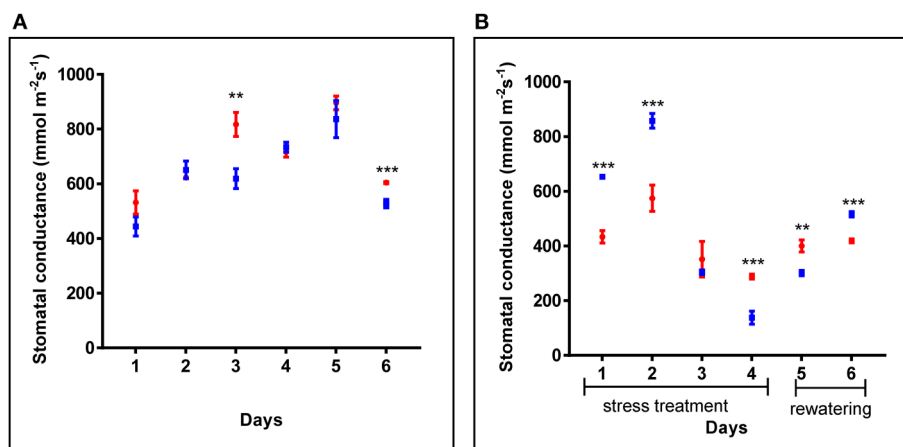 A
Stomatal conductance (mmol m⁻²s⁻¹)
1000
800
600
400
200
0
**
***
1 2 3 4 5 6
Days
B
Stomatal conductance (mmol m⁻²s⁻¹)
1000
800
600
400
200
0
***
***
***
**
***
1 2 3 4 5 6
stress treatment rewatering
Days